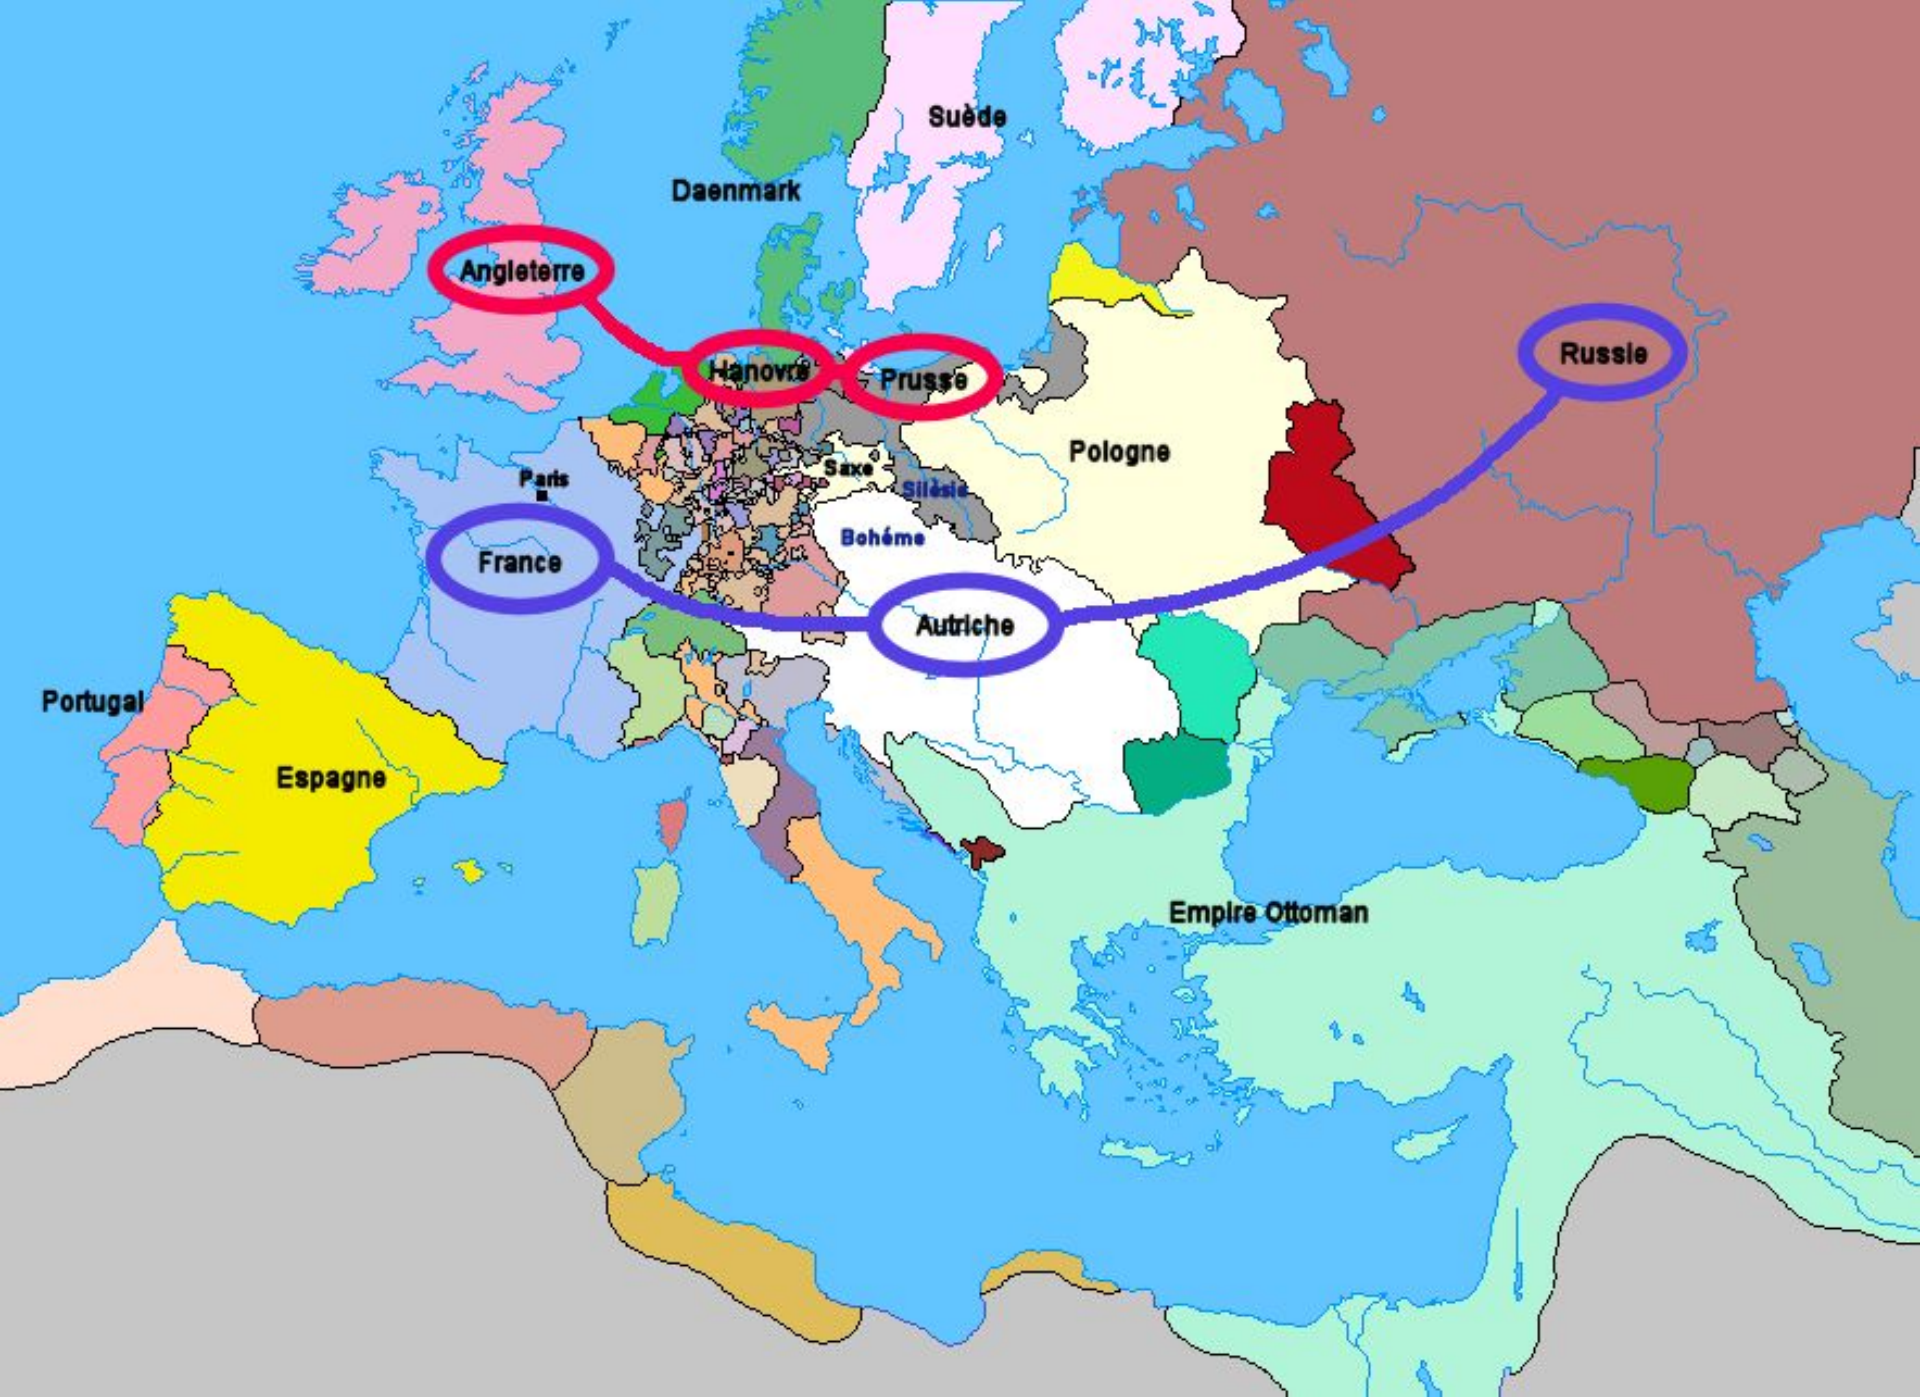 Suède
Daenmark
Angleterre
Hanovre
Prusse
Russie
Pologne
Saxe
Paris
Silésie
Bohéme
France
Autriche
Portugal
Espagne
Empire Ottoman